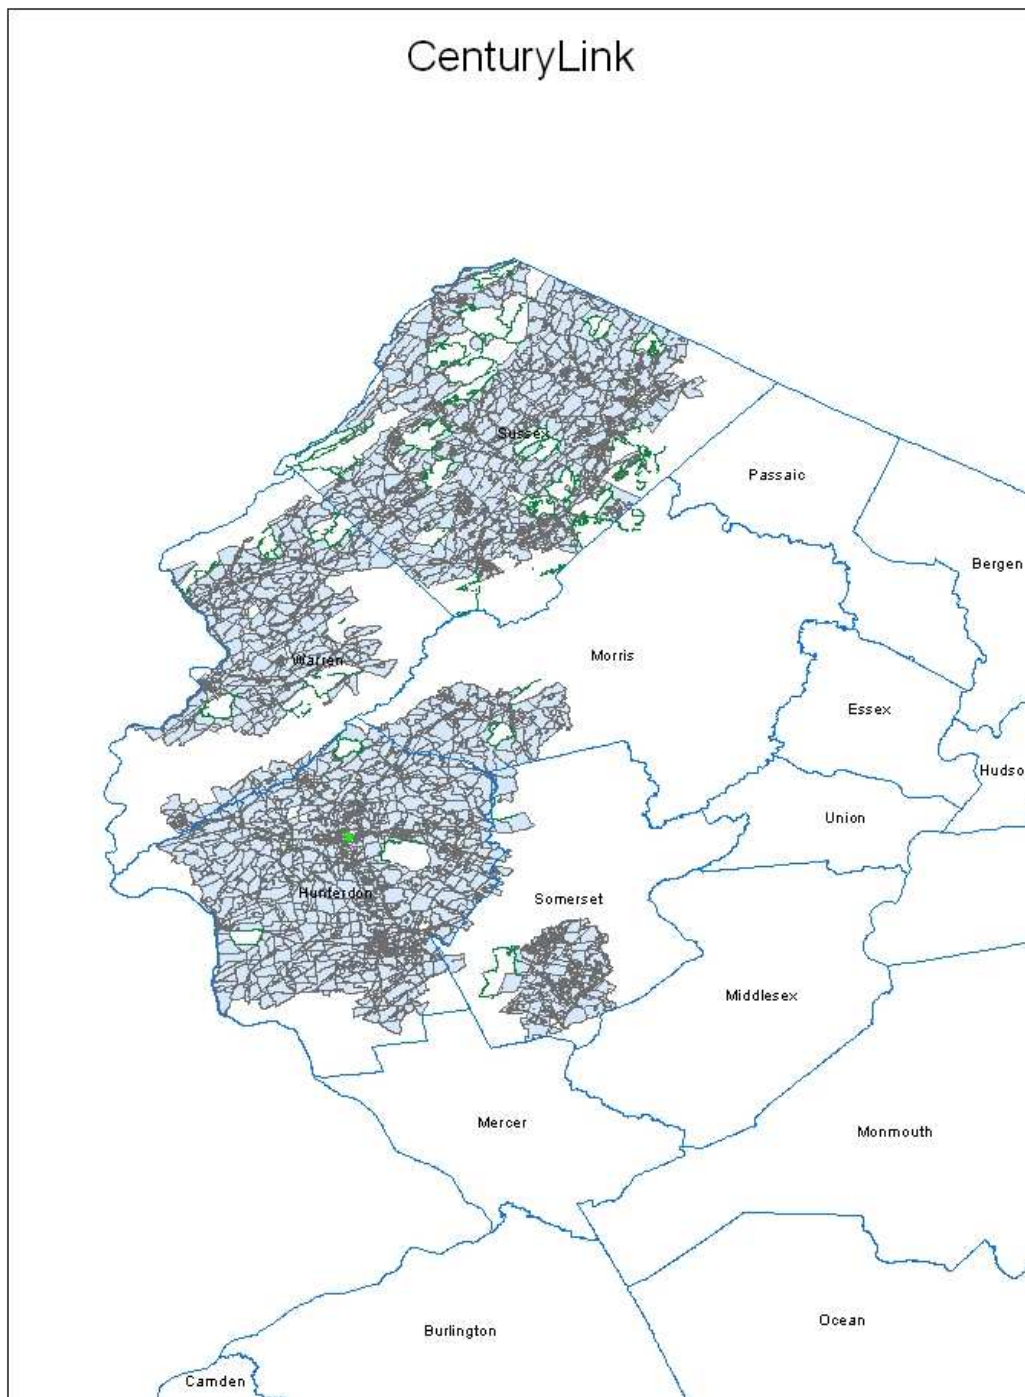 CenturyLink
Sussex
Passaic
Bergen
Warren
Morris
Essex
Hudso
Union
Hunterdon
Somerset
Middlesex
Mercer
Monmouth
Ocean
Burlington
Camden